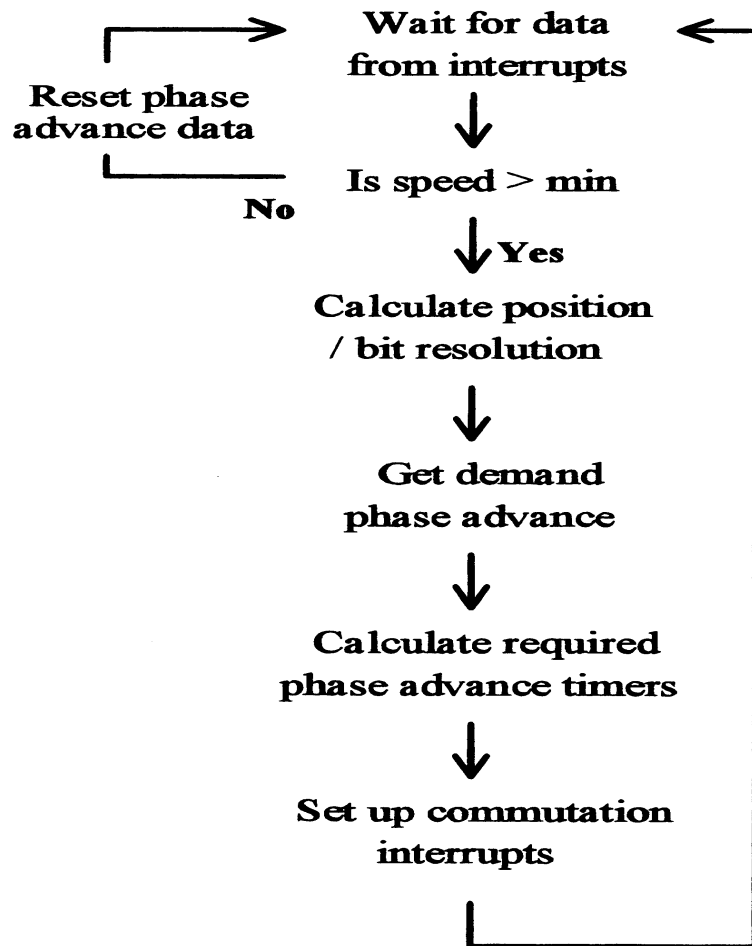 Wait for data
from interrupts
Reset phase
advance data
Is speed > min
No
Yes
Calculate position
/ bit resolution
Get demand
phase advance
Calculate required
phase advance timers
Set up commutation
interrupts